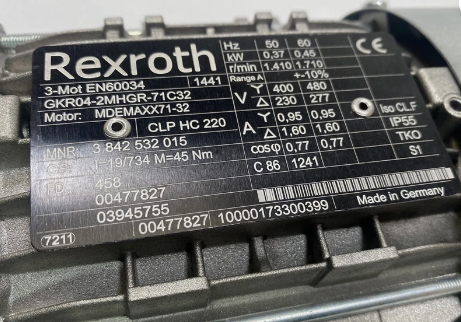 Rexroth
3-Mot EN60034 1441
GKR04-2MHGR-71C32
Motor: MDEMAXX71-32
CLP HC 220
MNR: 3 842 532 015
i=19/734 M=45 Nm
FD: 458
00477827
03945755
7211 00477827 10000173300399 Made in Germany
Hz 50 60
kW 0,37 0,45
r/min 1.410 1.710
Range A +-10%
V Y 400 480
Δ 230 277
A Y 0,95 0,95
Δ 1,60 1,60
cosφ 0,77 0,77
C 86 1241
CE
Iso CLF
IP55
TKO
S1